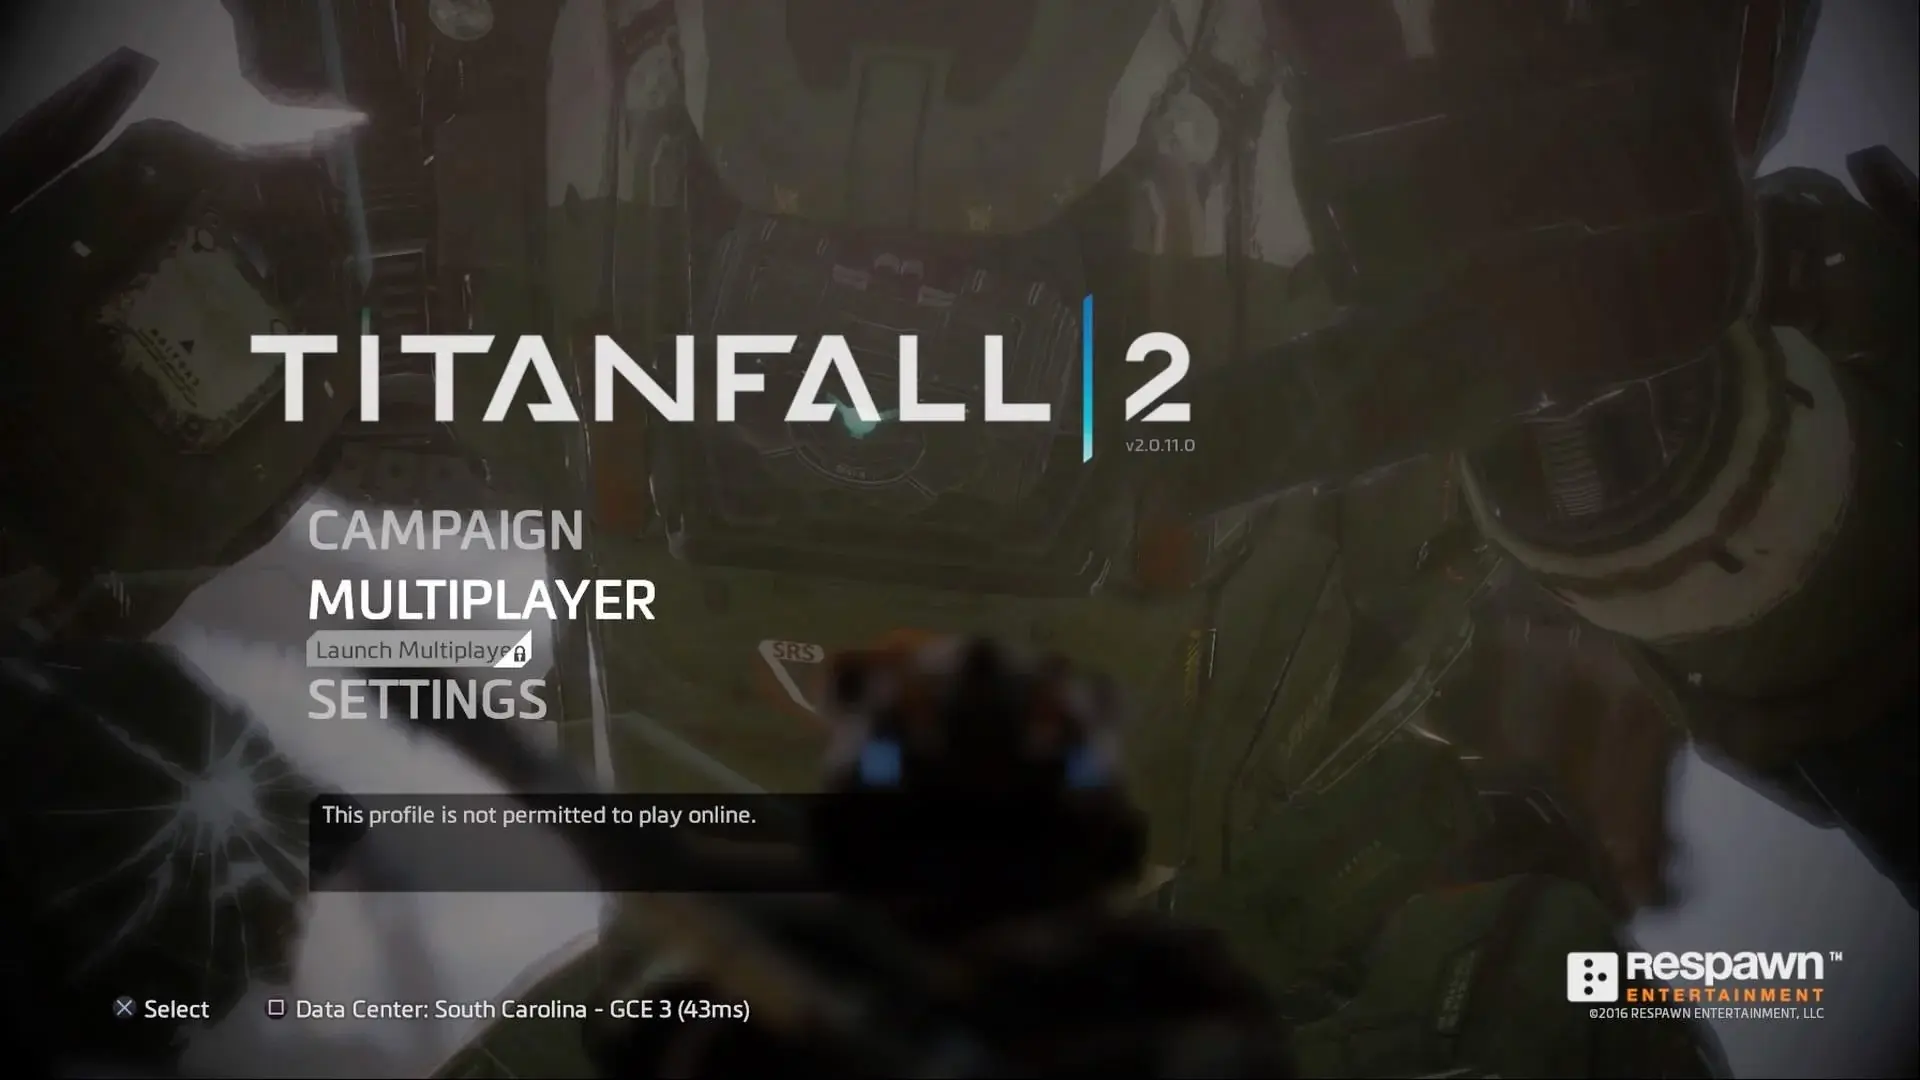 TITANFALL 2
v2.0.11.0
CAMPAIGN
MULTIPLAYER
Launch Multiplayer
SETTINGS
SRS
This profile is not permitted to play online.
Select
Data Center: South Carolina - GCE 3 (43ms)
Respawn™
ENTERTAINMENT
©2016 RESPAWN ENTERTAINMENT, LLC